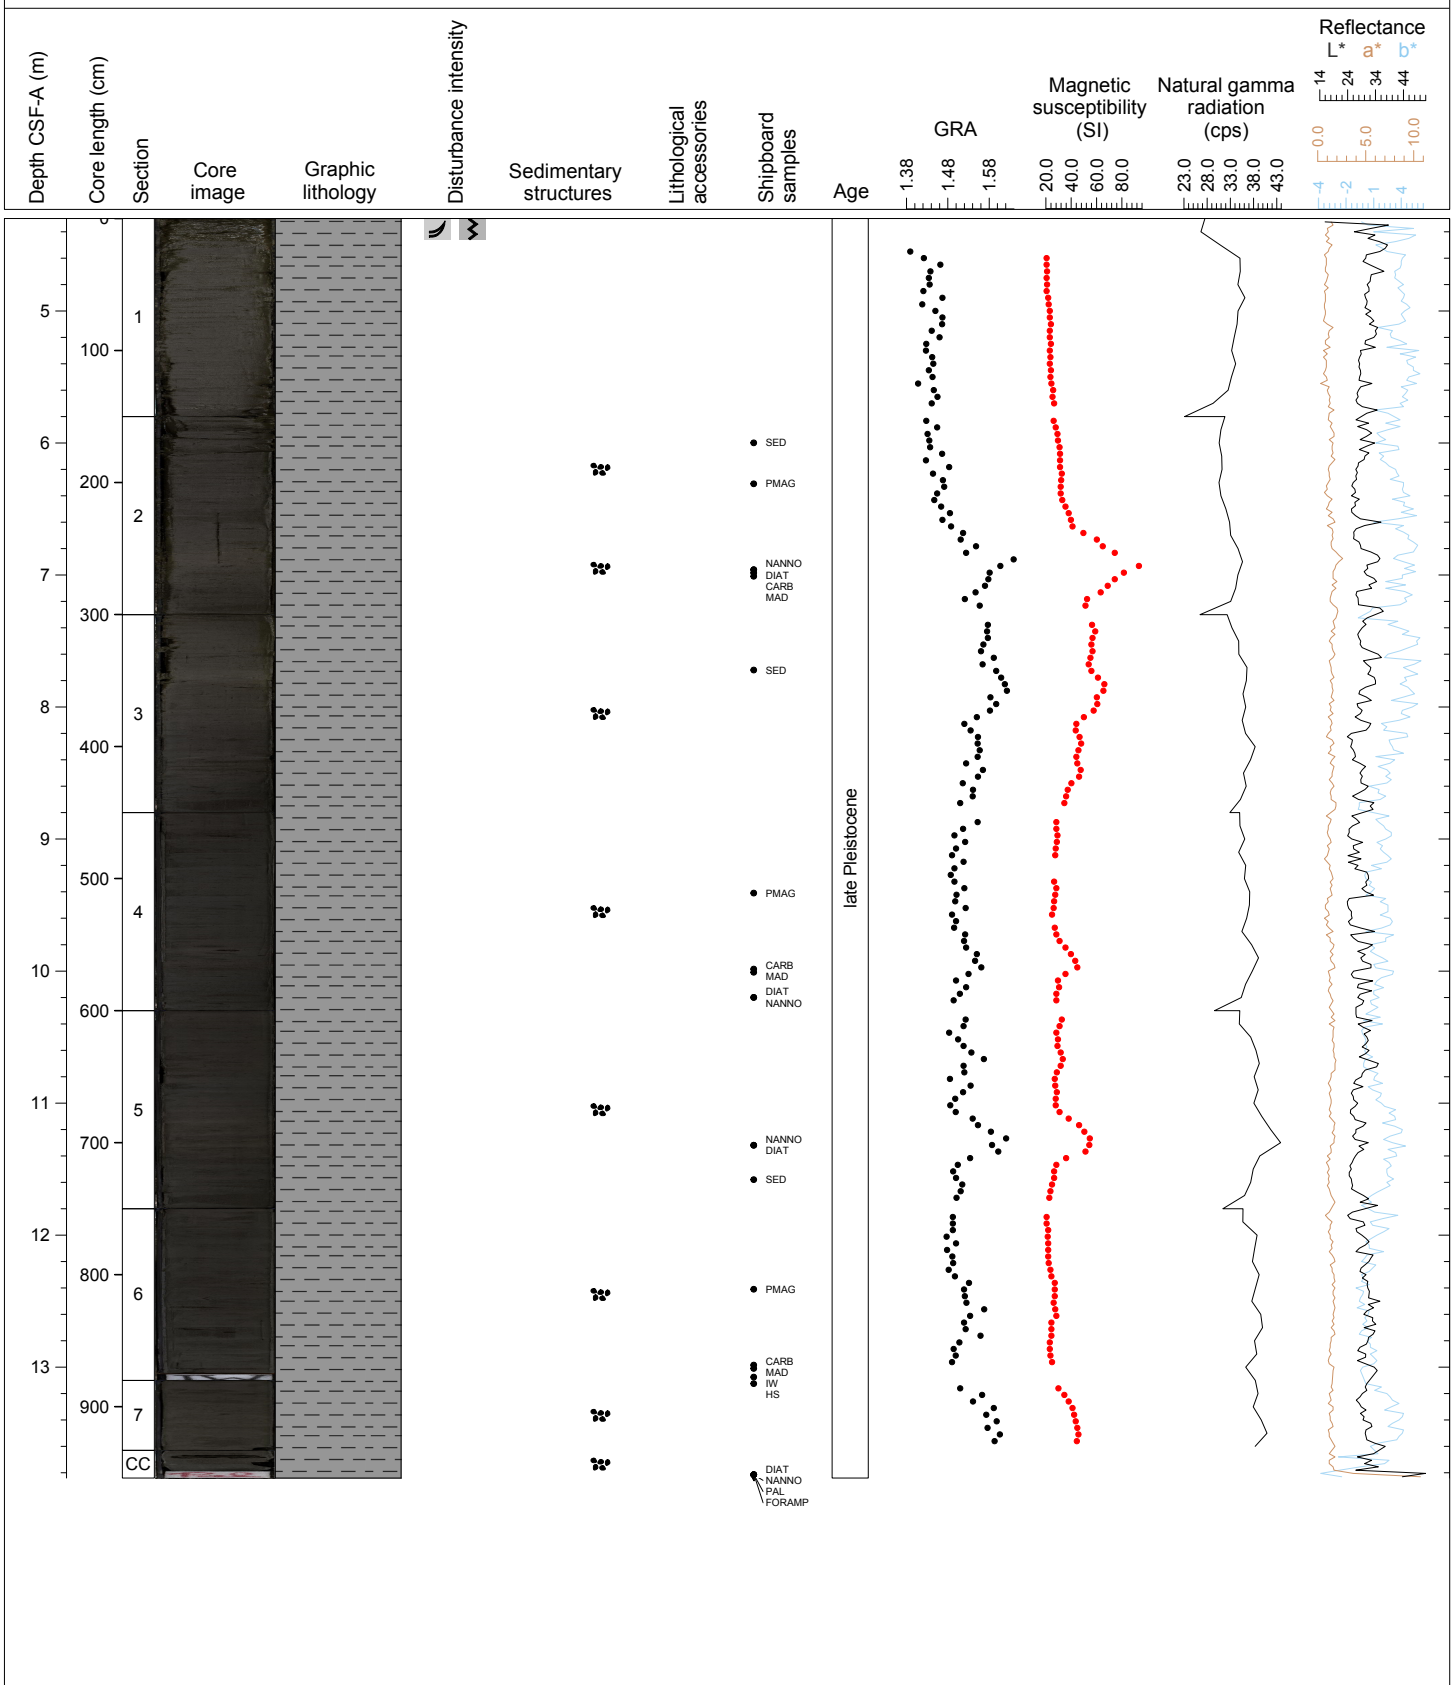 Depth CSF-A (m)
Core length (cm)
Section
Core
image
Graphic
lithology
Disturbance intensity
Sedimentary
structures
Lithological
accessories
Shipboard
samples
Age
GRA
1.38
1.48
1.58
Magnetic
susceptibility
(SI)
20.0
40.0
60.0
80.0
Natural gamma
radiation
(cps)
23.0
28.0
33.0
38.0
43.0
Reflectance
L* a* b*
14
24
34
44
0.0
5.0
10.0
-4
-2
1
4
0
1
5
100
6
SED
200
PMAG
2
7
NANNO
DIAT
CARB
MAD
300
SED
8
3
400
9
500
PMAG
4
10
CARB
MAD
DIAT
NANNO
600
11
5
700
NANNO
DIAT
SED
12
800
PMAG
6
13
CARB
MAD
IW
HS
900
7
CC
DIAT
NANNO
PAL
FORAMP
late Pleistocene